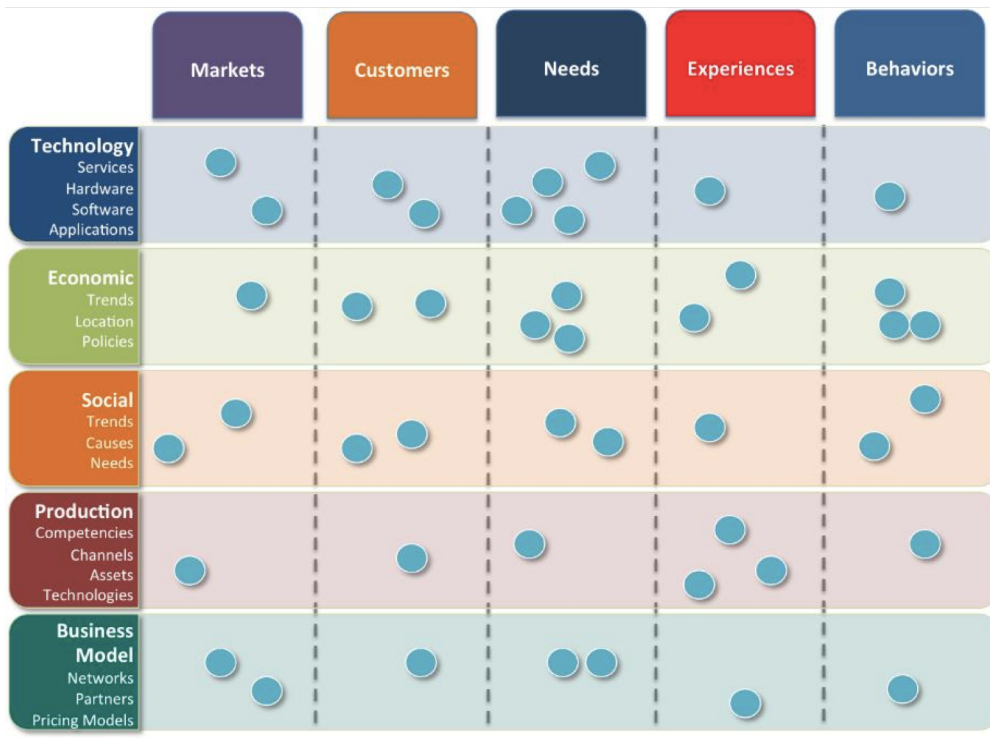 Markets
Customers
Needs
Experiences
Behaviors
Technology
Services
Hardware
Software
Applications
Economic
Trends
Location
Policies
Social
Trends
Causes
Needs
Production
Competencies
Channels
Assets
Technologies
Business
Model
Networks
Partners
Pricing Models